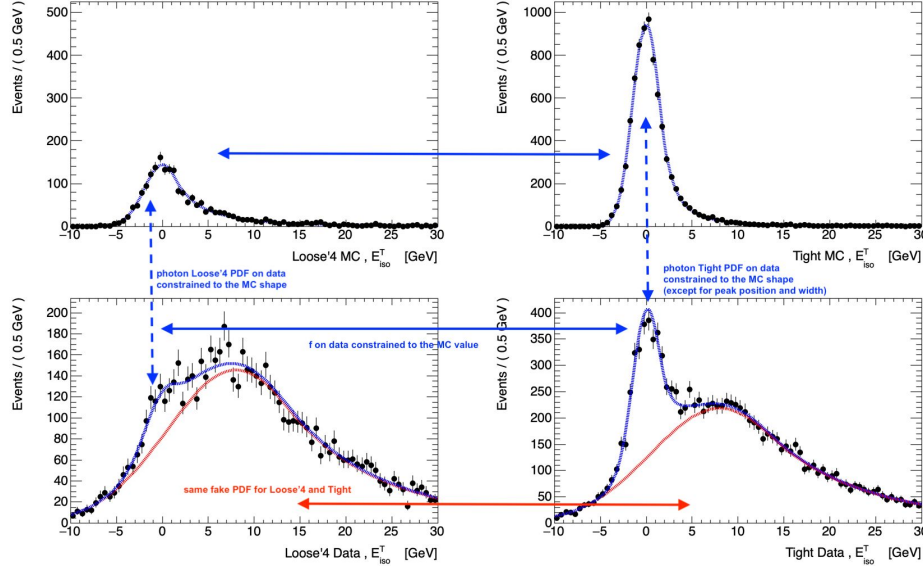 Events / ( 0.5 GeV )
500
400
300
200
100
0
−10 −5 0 5 10 15 20 25 30
Loose'4 MC , E^T_iso [GeV]
Events / ( 0.5 GeV )
1000
800
600
400
200
0
−10 −5 0 5 10 15 20 25 30
Tight MC , E^T_iso [GeV]
photon Loose'4 PDF on data
constrained to the MC shape
photon Tight PDF on data
constrained to the MC shape
(except for peak position and width)
Events / ( 0.5 GeV )
200
180
160
140
120
100
80
60
40
20
0
f on data constrained to the MC value
same fake PDF for Loose'4 and Tight
−10 −5 0 5 10 15 20 25 30
Loose'4 Data , E^T_iso [GeV]
Events / ( 0.5 GeV )
400
350
300
250
200
150
100
50
0
−10 −5 0 5 10 15 20 25 30
Tight Data , E^T_iso [GeV]